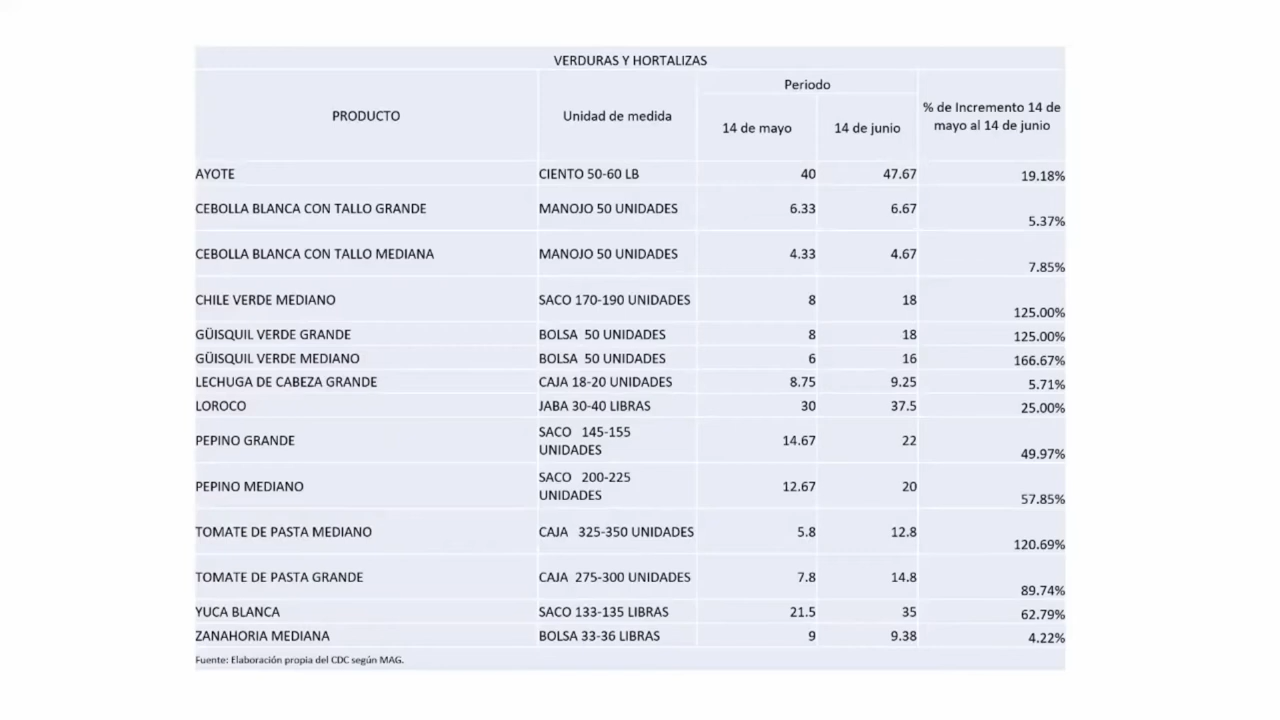 VERDURAS Y HORTALIZAS
PRODUCTO
Unidad de medida
Periodo
14 de mayo
14 de junio
% de Incremento 14 de
mayo al 14 de junio
AYOTE CIENTO 50-60 LB 40 47.67 19.18%
CEBOLLA BLANCA CON TALLO GRANDE MANOJO 50 UNIDADES 6.33 6.67 5.37%
CEBOLLA BLANCA CON TALLO MEDIANA MANOJO 50 UNIDADES 4.33 4.67 7.85%
CHILE VERDE MEDIANO SACO 170-190 UNIDADES 8 18 125.00%
GÜISQUIL VERDE GRANDE BOLSA 50 UNIDADES 8 18 125.00%
GÜISQUIL VERDE MEDIANO BOLSA 50 UNIDADES 6 16 166.67%
LECHUGA DE CABEZA GRANDE CAJA 18-20 UNIDADES 8.75 9.25 5.71%
LOROCO JABA 30-40 LIBRAS 30 37.5 25.00%
PEPINO GRANDE SACO 145-155
UNIDADES 14.67 22 49.97%
PEPINO MEDIANO SACO 200-225
UNIDADES 12.67 20 57.85%
TOMATE DE PASTA MEDIANO CAJA 325-350 UNIDADES 5.8 12.8 120.69%
TOMATE DE PASTA GRANDE CAJA 275-300 UNIDADES 7.8 14.8 89.74%
YUCA BLANCA SACO 133-135 LIBRAS 21.5 35 62.79%
ZANAHORIA MEDIANA BOLSA 33-36 LIBRAS 9 9.38 4.22%
Fuente: Elaboración propia del CDC según MAG.